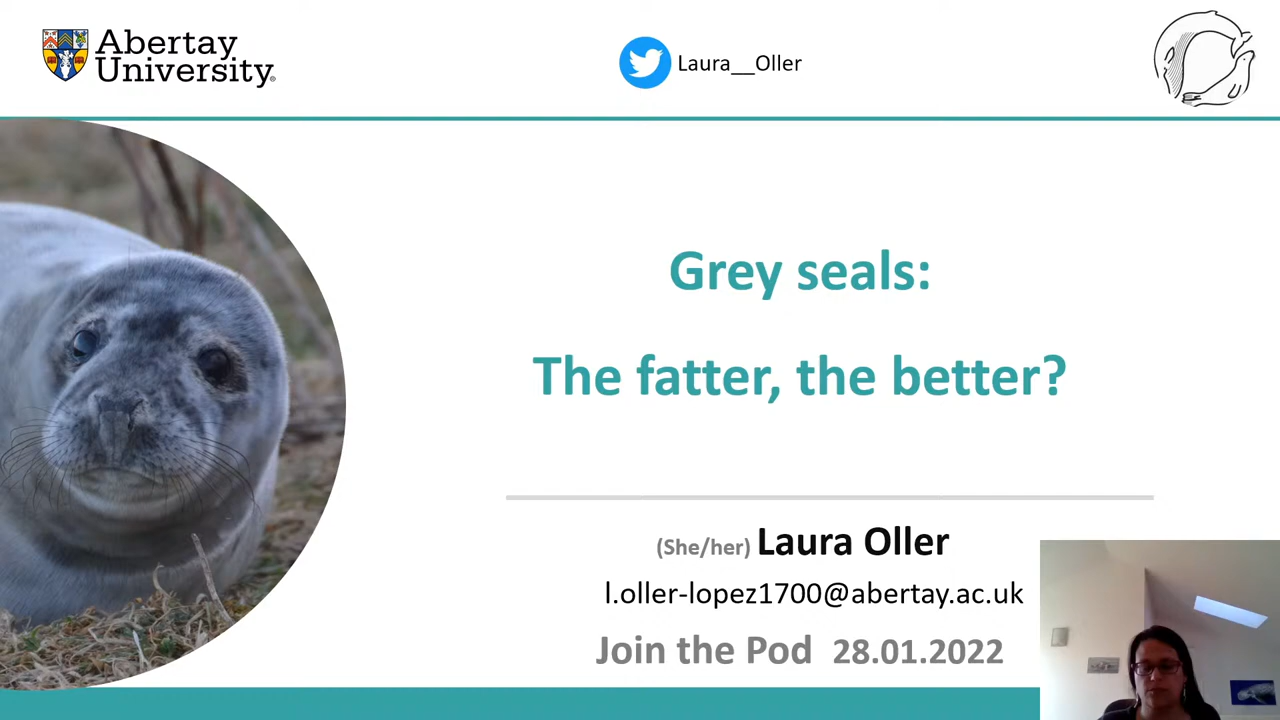 Abertay
University.
Laura__Oller
Grey seals:
The fatter, the better?
(She/her) Laura Oller
l.oller-lopez1700@abertay.ac.uk
Join the Pod 28.01.2022